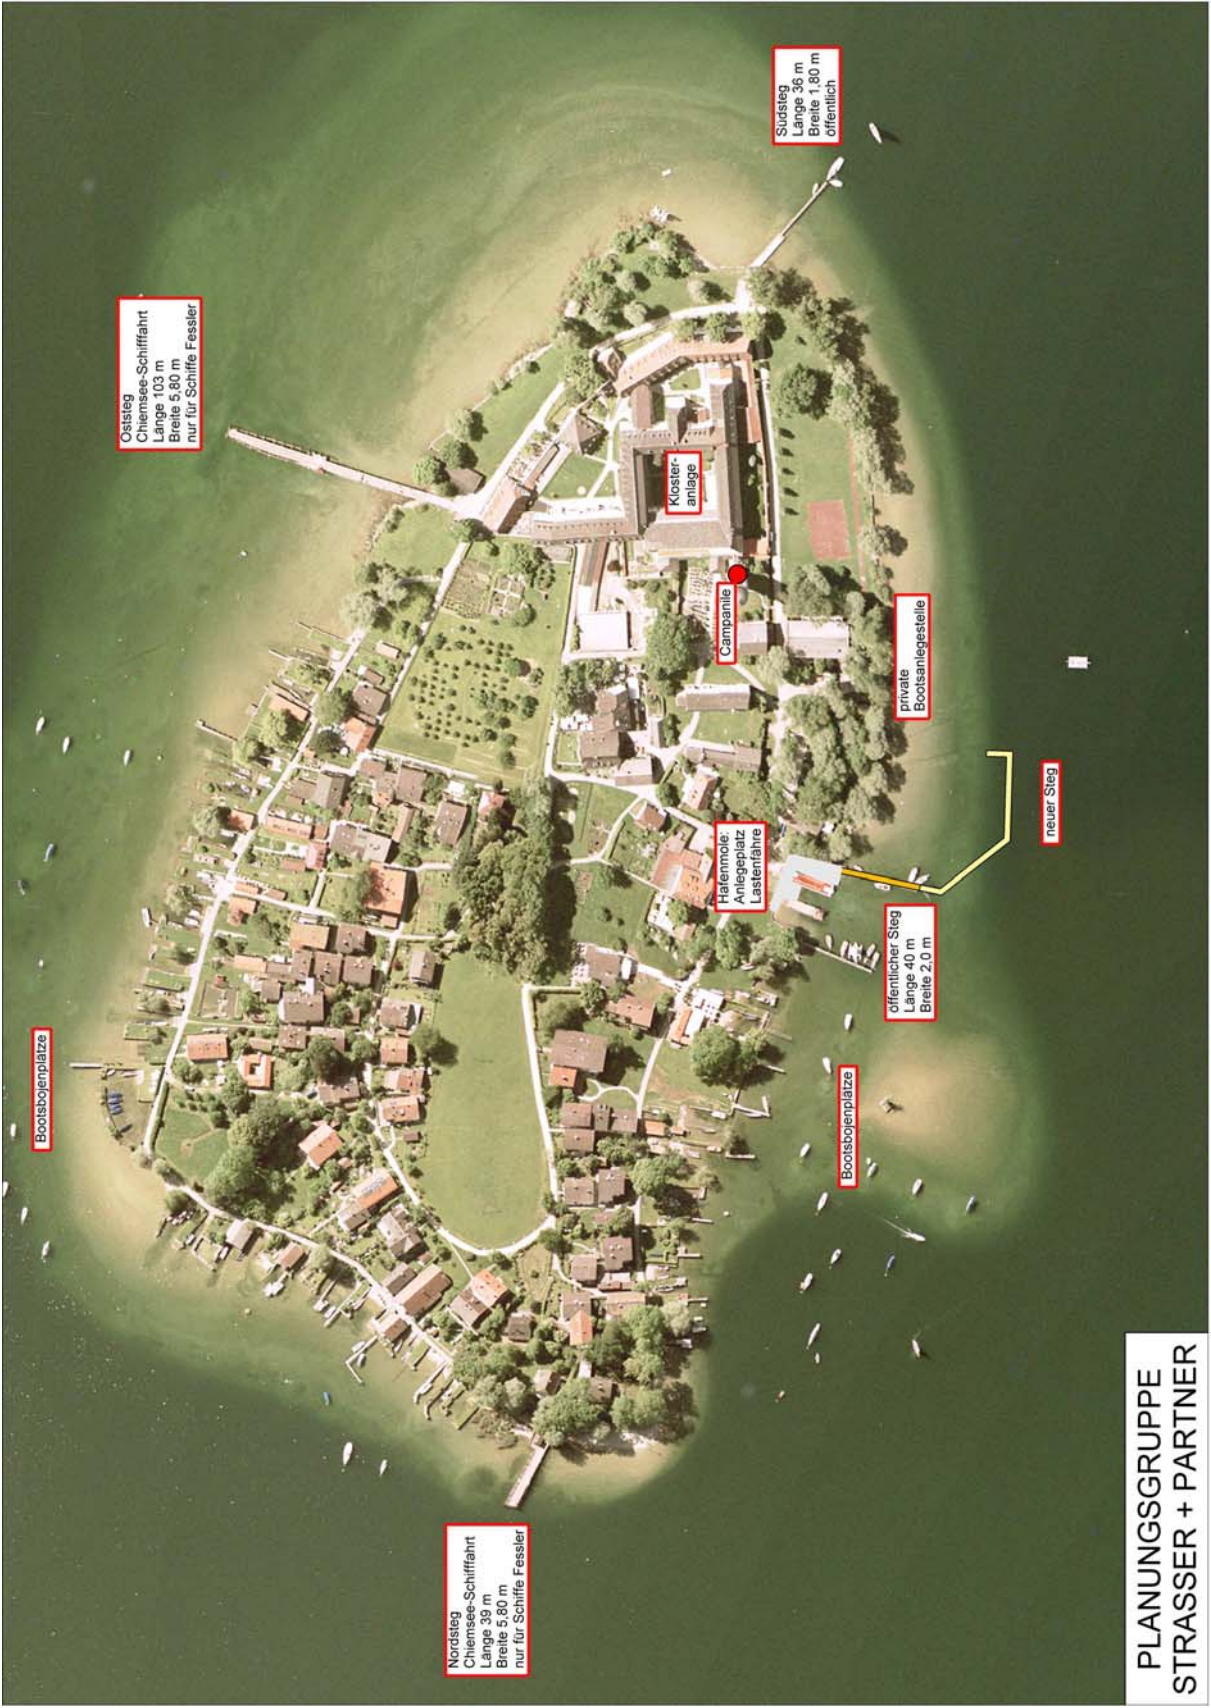 Oststeg
Chiemsee-Schifffahrt
Länge 103 m
Breite 5,80 m
nur für Schiffe Fessler
Südsteg
Länge 36 m
Breite 1,80 m
öffentlich
Kloster-
anlage
Campanile
private
Bootsanlegestelle
neuer Steg
Hafenmole:
Anlegeplatz
Lastenfähre
öffentlicher Steg
Länge 40 m
Breite 2,0 m
Bootsbojenplätze
Bootsbojenplätze
Nordsteg
Chiemsee-Schifffahrt
Länge 39 m
Breite 5,80 m
nur für Schiffe Fessler
PLANUNGSGRUPPE
STRASSER + PARTNER